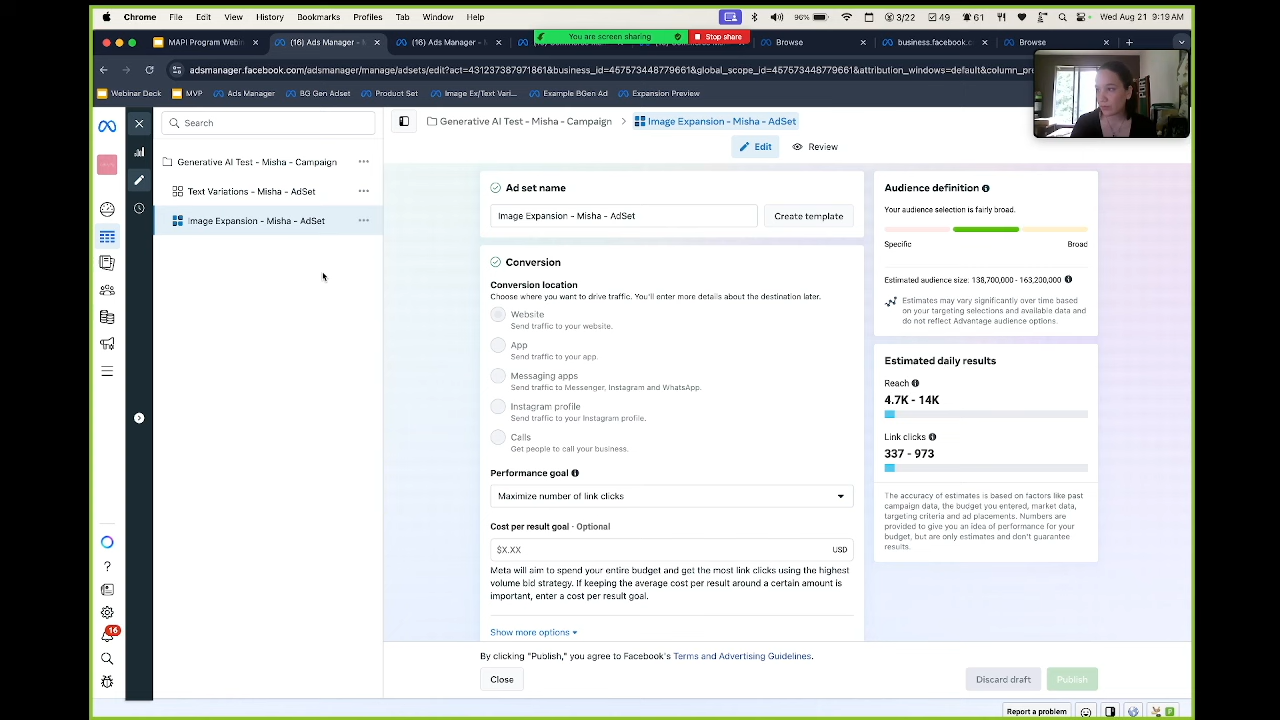 Chrome File Edit View History Bookmarks Profiles Tab Window Help 96% 3/22 49 61 Wed Aug 21 9:19 AM
MAPI Program Webin (16) Ads Manager - (16) Ads Manager - M Browse business.facebook.co Browse
You are screen sharing Stop share
adsmanager.facebook.com/adsmanager/manage/adsets/edit?act=431237387971861&business_id=457573448779661&global_scope_id=457573448779661&attribution_windows=default&column_pre
Webinar Deck MVP Ads Manager BG Gen Adset Product Set Image Ex/Text Vari... Example BGen Ad Expansion Preview
Search
Generative AI Test - Misha - Campaign
Text Variations - Misha - AdSet
Image Expansion - Misha - AdSet
Generative AI Test - Misha - Campaign > Image Expansion - Misha - AdSet
Edit Review
Ad set name
Image Expansion - Misha - AdSet Create template
Conversion
Conversion location
Choose where you want to drive traffic. You'll enter more details about the destination later.
Website
Send traffic to your website.
App
Send traffic to your app.
Messaging apps
Send traffic to Messenger, Instagram and WhatsApp.
Instagram profile
Send traffic to your Instagram profile.
Calls
Get people to call your business.
Performance goal
Maximize number of link clicks
Cost per result goal · Optional
$X.XX USD
Meta will aim to spend your entire budget and get the most link clicks using the highest
volume bid strategy. If keeping the average cost per result around a certain amount is
important, enter a cost per result goal.
Show more options
Audience definition
Your audience selection is fairly broad.
Specific Broad
Estimated audience size: 138,700,000 - 163,200,000
Estimates may vary significantly over time based
on your targeting selections and available data and
do not reflect Advantage audience options.
Estimated daily results
Reach
4.7K - 14K
Link clicks
337 - 973
The accuracy of estimates is based on factors like past
campaign data, the budget you entered, market data,
targeting criteria and ad placements. Numbers are
provided to give you an idea of performance for your
budget, but are only estimates and don't guarantee
results.
By clicking "Publish," you agree to Facebook's Terms and Advertising Guidelines.
Close Discard draft Publish
16
Report a problem